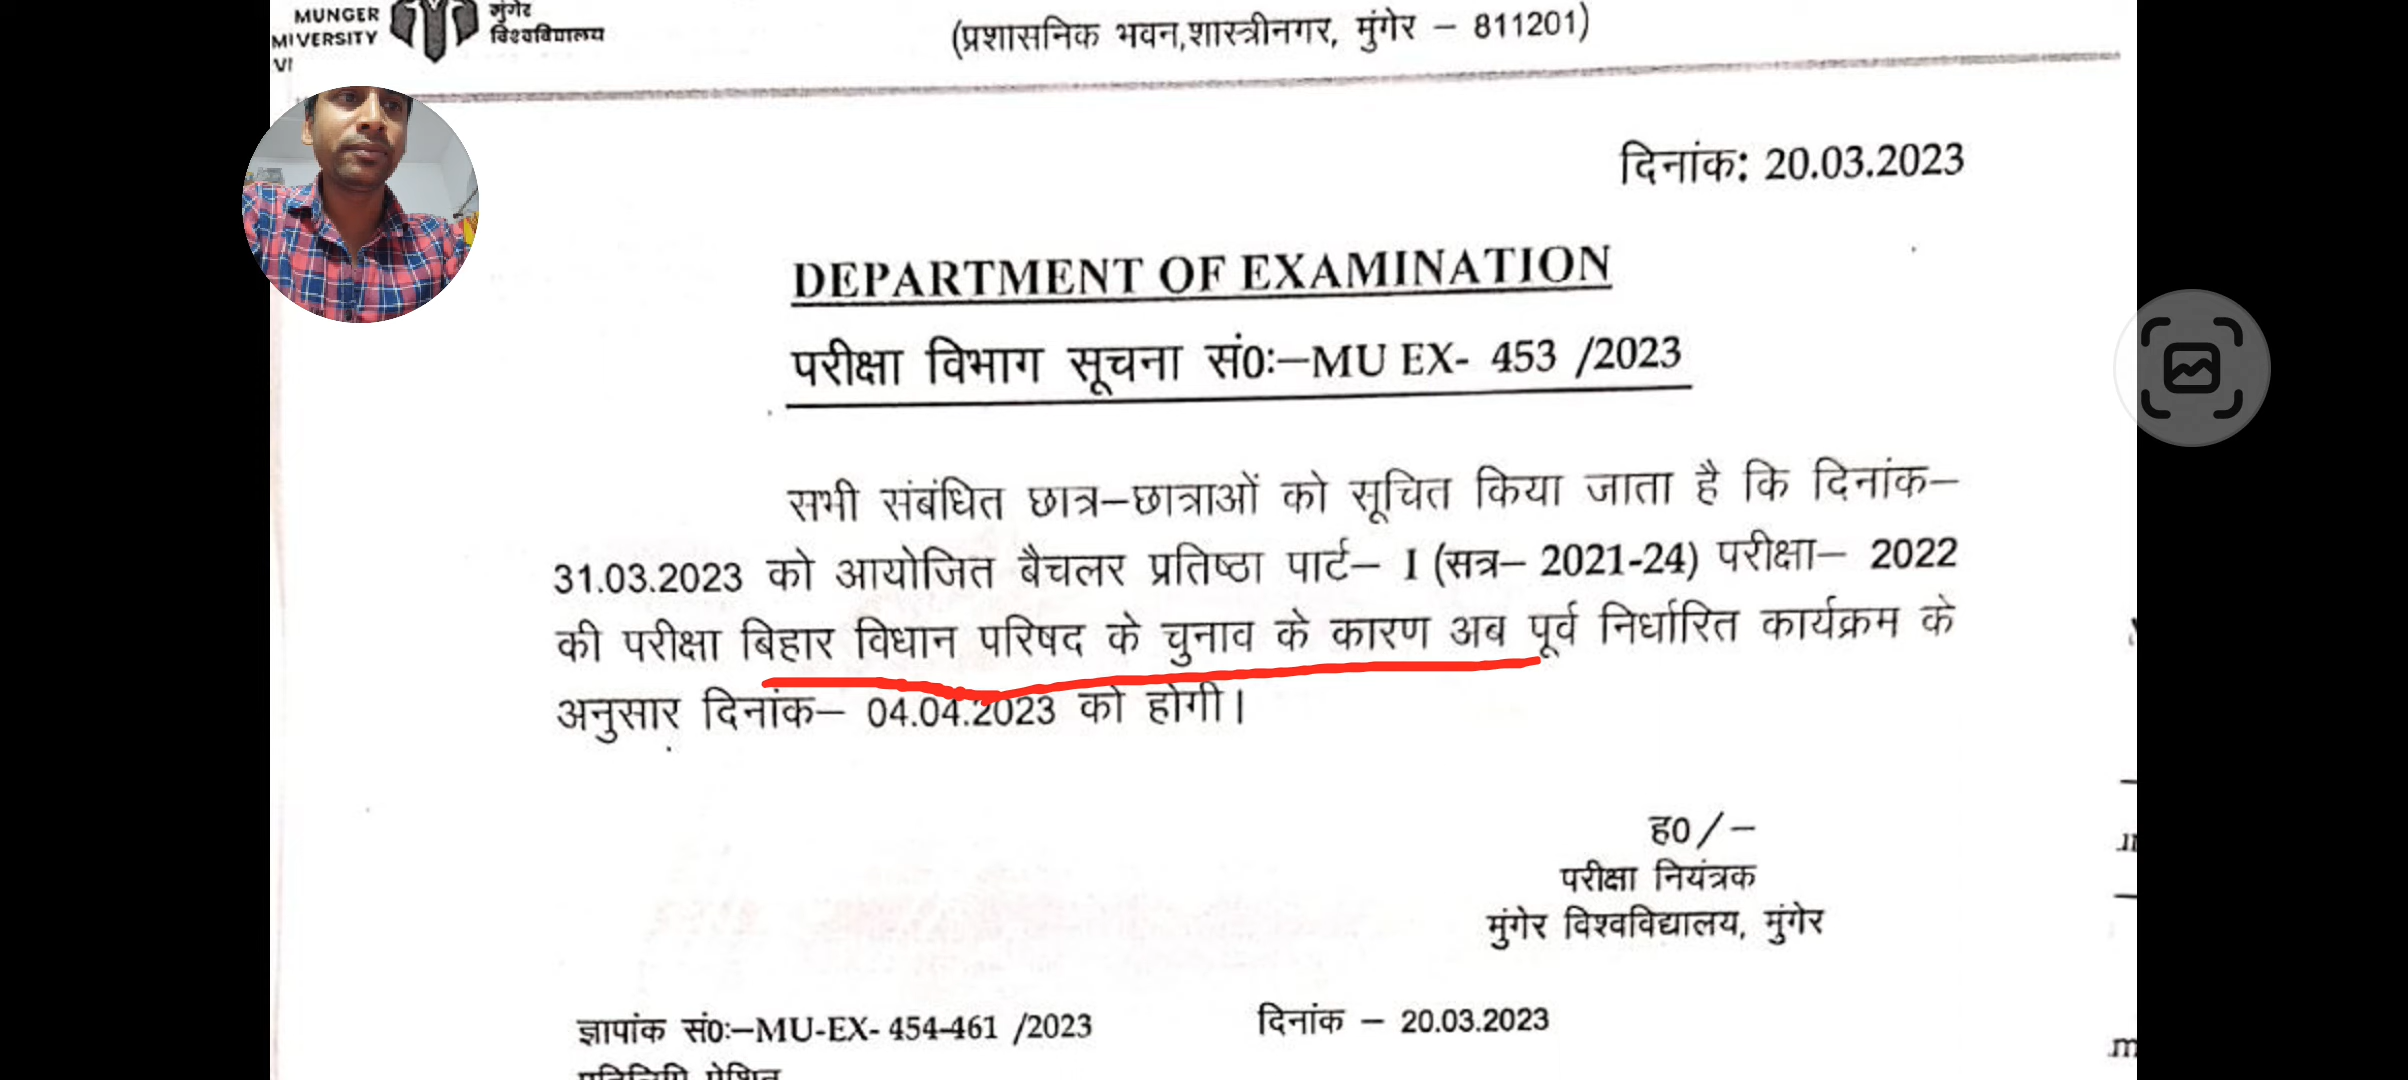 MUNGER
MIVERSITY
VI
मुंगेर
विश्वविद्यालय
(प्रशासनिक भवन,शास्त्रीनगर, मुंगेर – 811201)
दिनांक: 20.03.2023
DEPARTMENT OF EXAMINATION
परीक्षा विभाग सूचना सं0:–MU EX- 453 /2023
सभी संबंधित छात्र–छात्राओं को सूचित किया जाता है कि दिनांक–
31.03.2023 को आयोजित बैचलर प्रतिष्ठा पार्ट– I (सत्र– 2021-24) परीक्षा– 2022
की परीक्षा बिहार विधान परिषद के चुनाव के कारण अब पूर्व निर्धारित कार्यक्रम के
अनुसार दिनांक– 04.04.2023 को होगी।
ह0/–
परीक्षा नियंत्रक
मुंगेर विश्वविद्यालय, मुंगेर
ज्ञापांक सं0:–MU-EX- 454-461 /2023 दिनांक – 20.03.2023